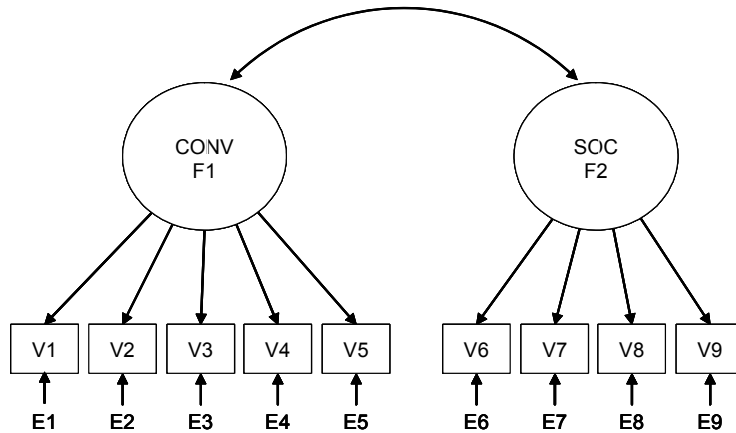 CONV
F1
SOC
F2
V1 V2 V3 V4 V5 V6 V7 V8 V9
E1 E2 E3 E4 E5 E6 E7 E8 E9